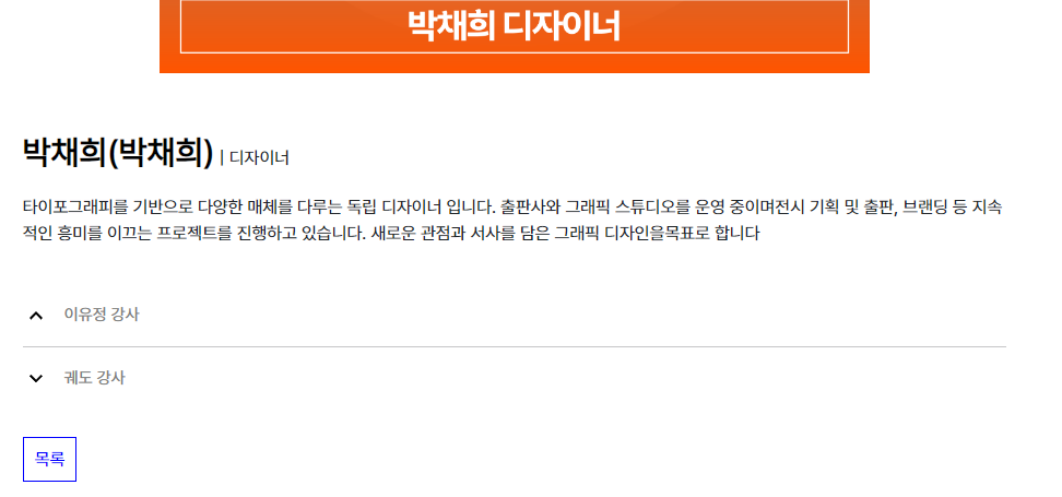 박채희 디자이너
박채희(박채희) | 디자이너
타이포그래피를 기반으로 다양한 매체를 다루는 독립 디자이너 입니다. 출판사와 그래픽 스튜디오를 운영 중이며전시 기획 및 출판, 브랜딩 등 지속
적인 흥미를 이끄는 프로젝트를 진행하고 있습니다. 새로운 관점과 서사를 담은 그래픽 디자인을목표로 합니다
이유정 강사
궤도 강사
목록